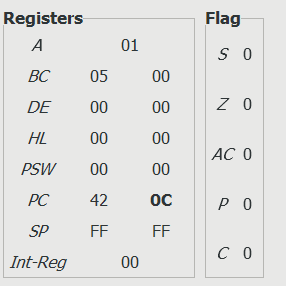 Registers Flag
A 01 S 0
BC 05 00
DE 00 00 Z 0
HL 00 00
PSW 00 00 AC 0
PC 42 0C P 0
SP FF FF
Int-Reg 00 C 0